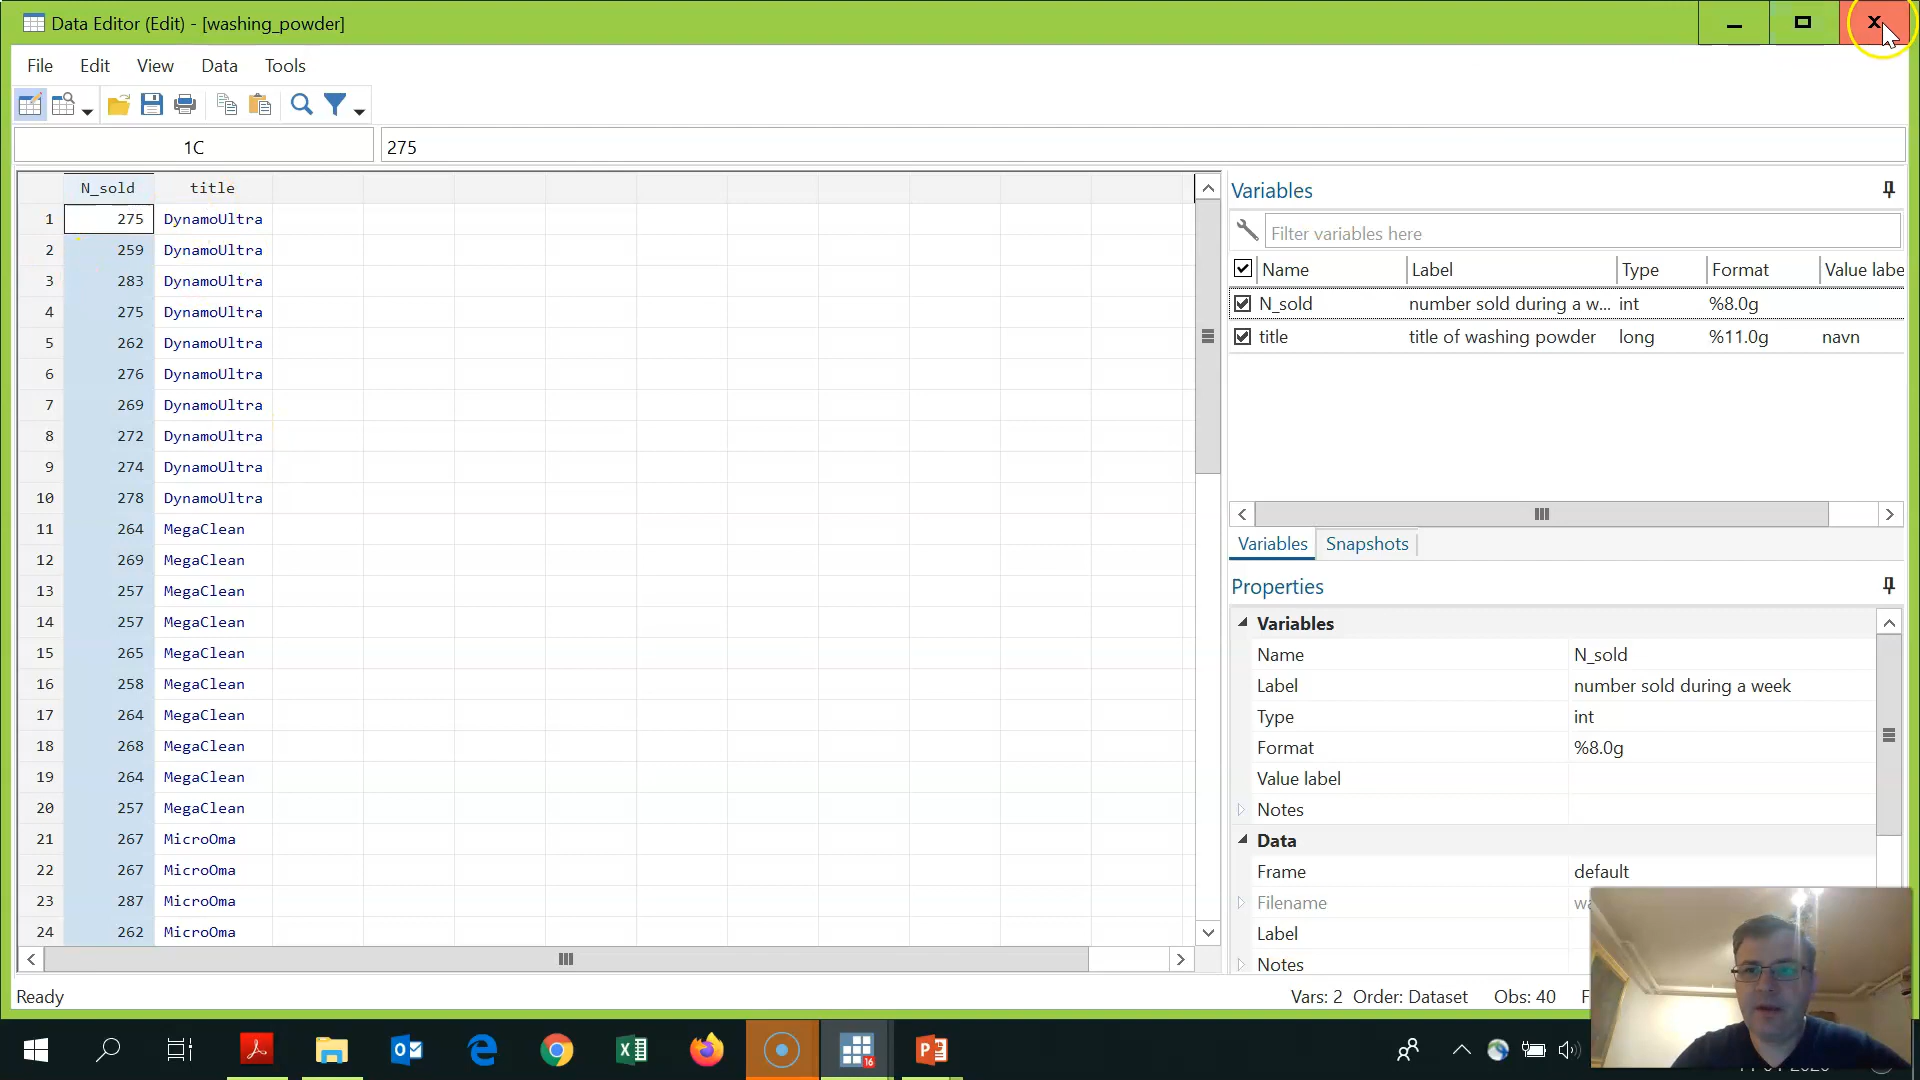 Data Editor (Edit) - [washing_powder]
File Edit View Data Tools
1C 275
N_sold title
1 275 DynamoUltra
2 259 DynamoUltra
3 283 DynamoUltra
4 275 DynamoUltra
5 262 DynamoUltra
6 276 DynamoUltra
7 269 DynamoUltra
8 272 DynamoUltra
9 274 DynamoUltra
10 278 DynamoUltra
11 264 MegaClean
12 269 MegaClean
13 257 MegaClean
14 257 MegaClean
15 265 MegaClean
16 258 MegaClean
17 264 MegaClean
18 268 MegaClean
19 264 MegaClean
20 257 MegaClean
21 267 MicroOma
22 267 MicroOma
23 287 MicroOma
24 262 MicroOma
Variables
Filter variables here
Name Label Type Format Value labe
N_sold number sold during a w... int %8.0g
title title of washing powder long %11.0g navn
Variables Snapshots
Properties
Variables
Name N_sold
Label number sold during a week
Type int
Format %8.0g
Value label
Notes
Data
Frame default
Filename wa
Label
Notes
Ready Vars: 2 Order: Dataset Obs: 40 F
16